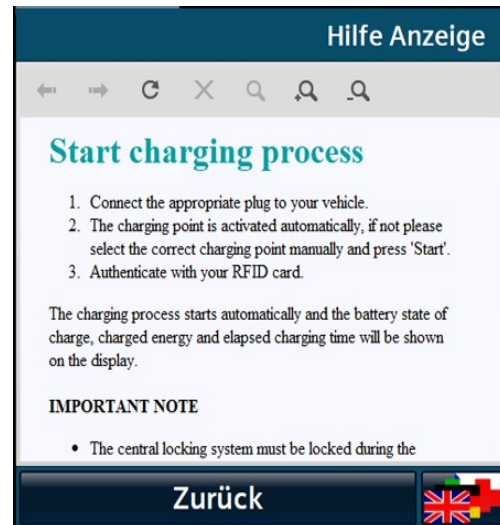 Hilfe Anzeige
Start charging process
1. Connect the appropriate plug to your vehicle.
2. The charging point is activated automatically, if not please
select the correct charging point manually and press 'Start'.
3. Authenticate with your RFID card.
The charging process starts automatically and the battery state of
charge, charged energy and elapsed charging time will be shown
on the display.
IMPORTANT NOTE
• The central locking system must be locked during the
Zurück